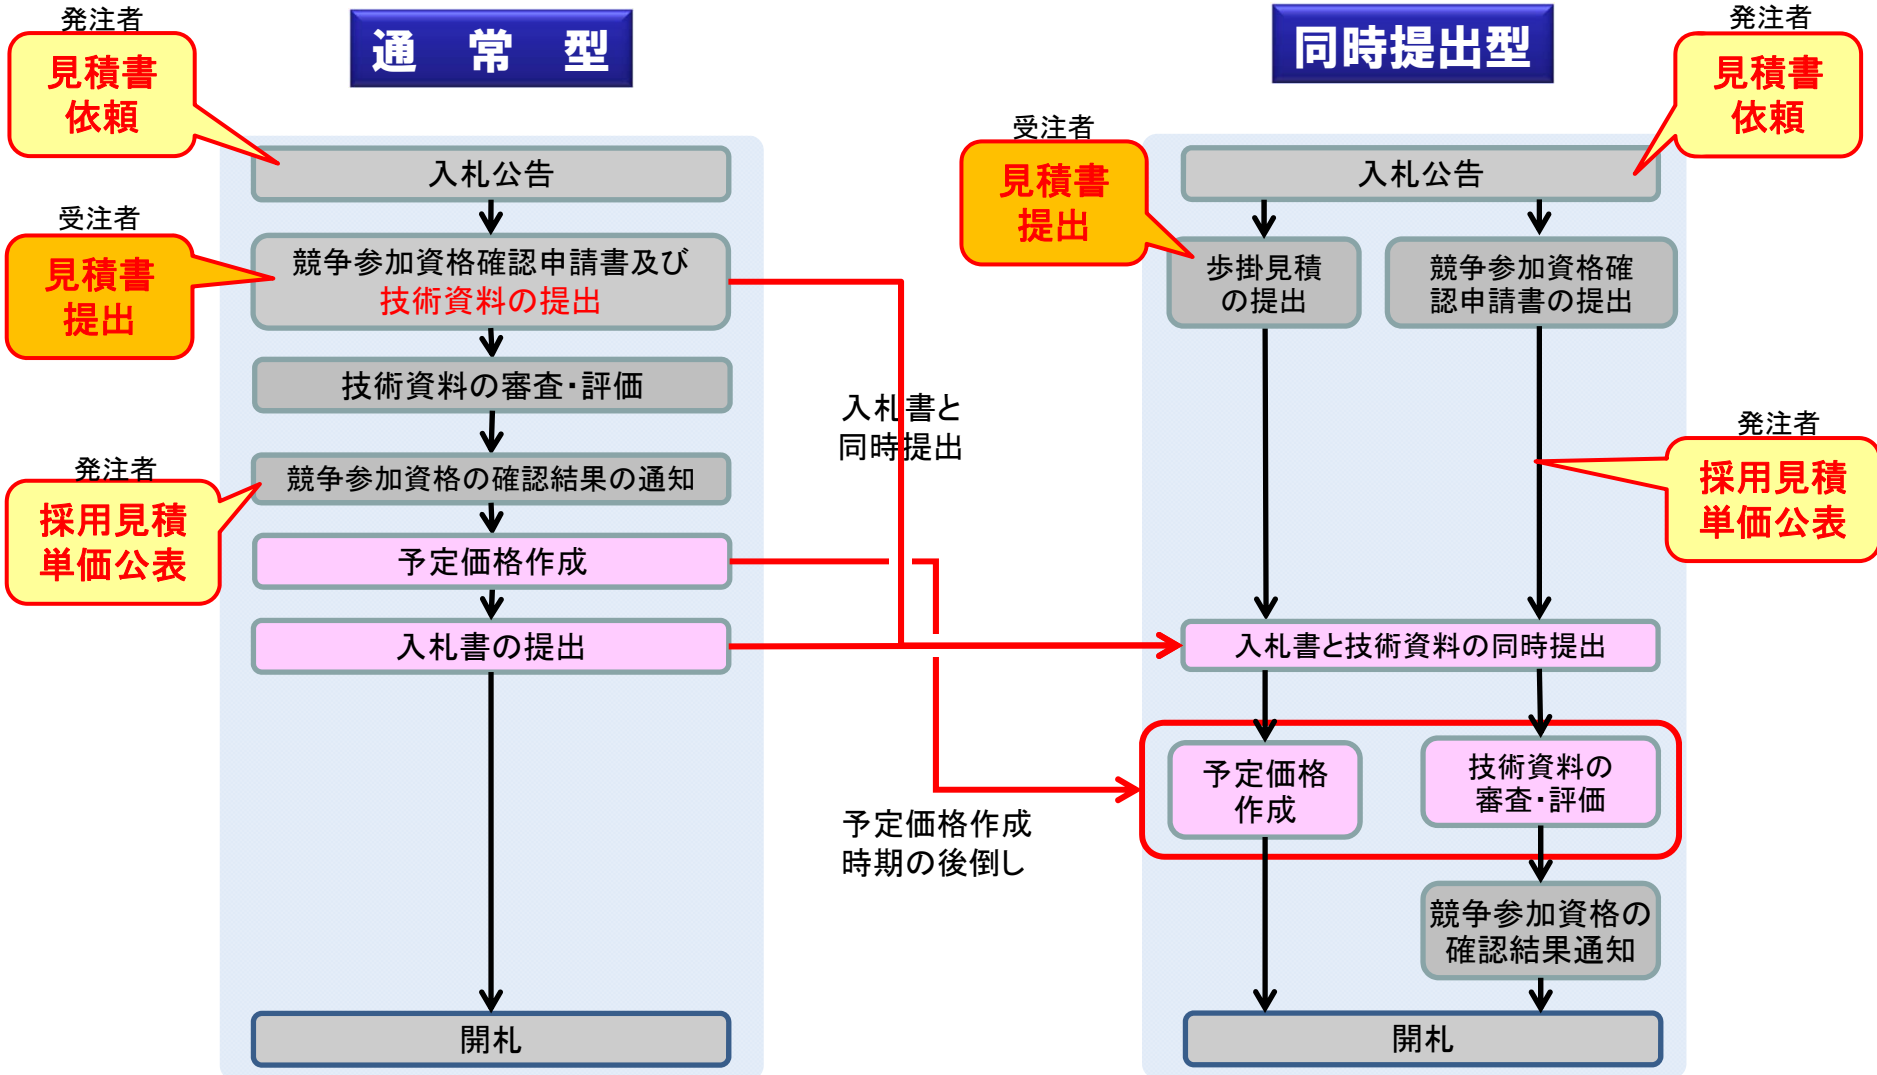 通　常　型
発注者
見積書
依頼
入札公告
受注者
見積書
提出
競争参加資格確認申請書及び
技術資料の提出
技術資料の審査・評価
発注者
採用見積
単価公表
競争参加資格の確認結果の通知
予定価格作成
入札書の提出
開札
入札書と
同時提出
予定価格作成
時期の後倒し
同時提出型
発注者
見積書
依頼
入札公告
受注者
見積書
提出
歩掛見積
の提出
競争参加資格確
認申請書の提出
発注者
採用見積
単価公表
入札書と技術資料の同時提出
予定価格
作成
技術資料の
審査・評価
競争参加資格の
確認結果通知
開札